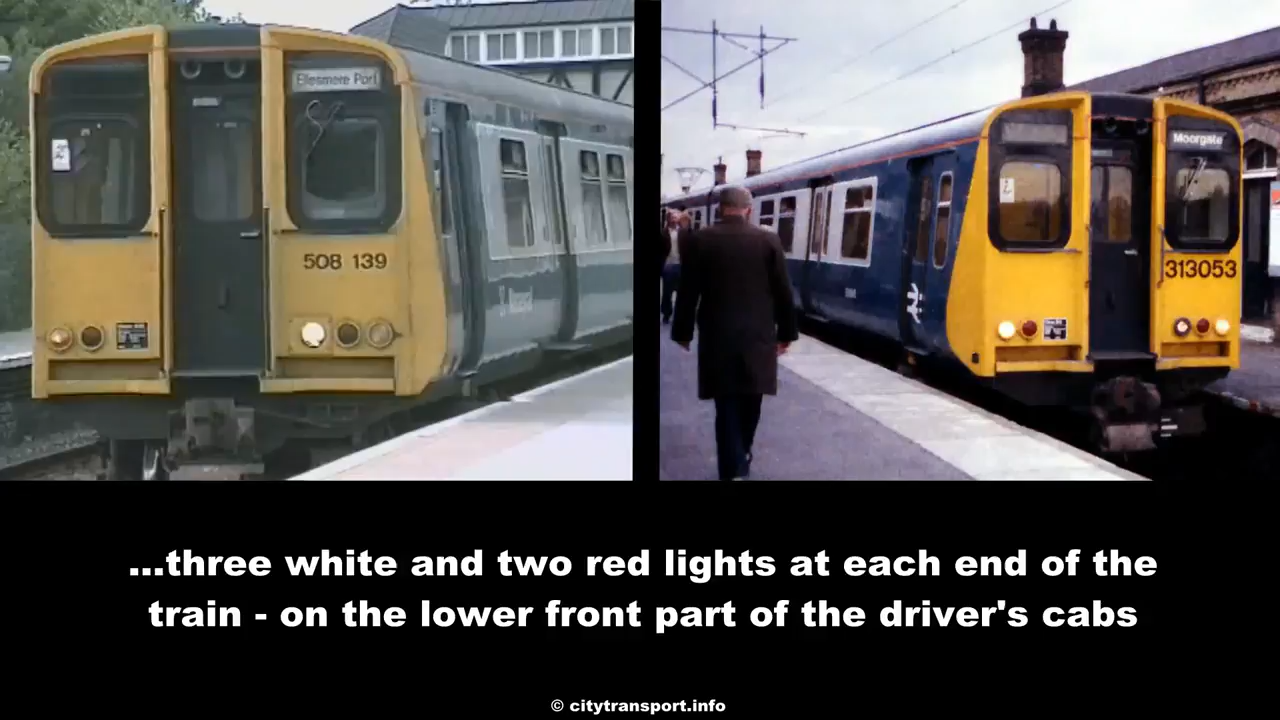 Ellesmere Port
508 139
Moorgate
313053
...three white and two red lights at each end of the
train - on the lower front part of the driver's cabs
© citytransport.info